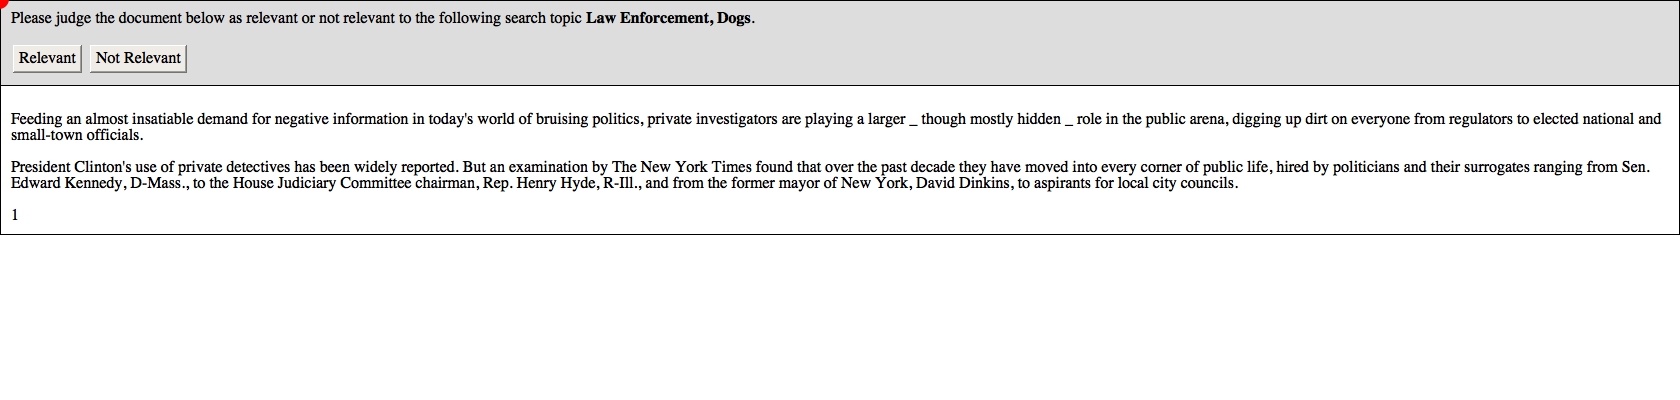 Please judge the document below as relevant or not relevant to the following search topic Law Enforcement, Dogs.
Relevant Not Relevant
Feeding an almost insatiable demand for negative information in today's world of bruising politics, private investigators are playing a larger _ though mostly hidden _ role in the public arena, digging up dirt on everyone from regulators to elected national and
small-town officials.
President Clinton's use of private detectives has been widely reported. But an examination by The New York Times found that over the past decade they have moved into every corner of public life, hired by politicians and their surrogates ranging from Sen.
Edward Kennedy, D-Mass., to the House Judiciary Committee chairman, Rep. Henry Hyde, R-Ill., and from the former mayor of New York, David Dinkins, to aspirants for local city councils.
1